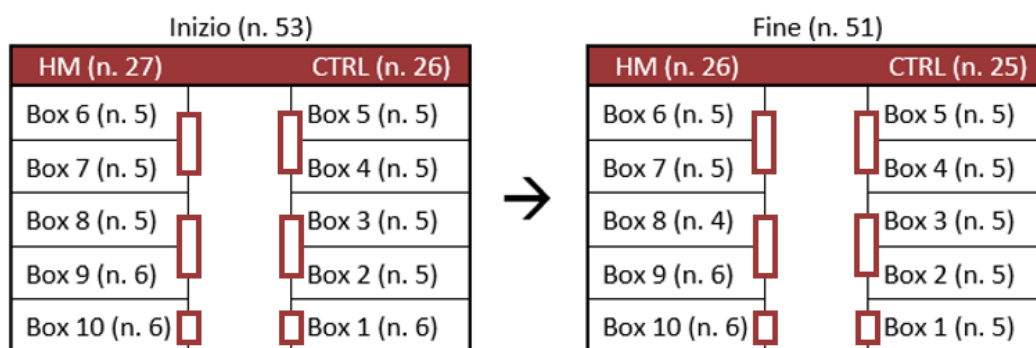 Inizio (n. 53)
HM (n. 27) CTRL (n. 26)
Box 6 (n. 5) Box 5 (n. 5)
Box 7 (n. 5) Box 4 (n. 5)
Box 8 (n. 5) Box 3 (n. 5)
Box 9 (n. 6) Box 2 (n. 5)
Box 10 (n. 6) Box 1 (n. 6)
→
Fine (n. 51)
HM (n. 26) CTRL (n. 25)
Box 6 (n. 5) Box 5 (n. 5)
Box 7 (n. 5) Box 4 (n. 5)
Box 8 (n. 4) Box 3 (n. 5)
Box 9 (n. 6) Box 2 (n. 5)
Box 10 (n. 6) Box 1 (n. 5)